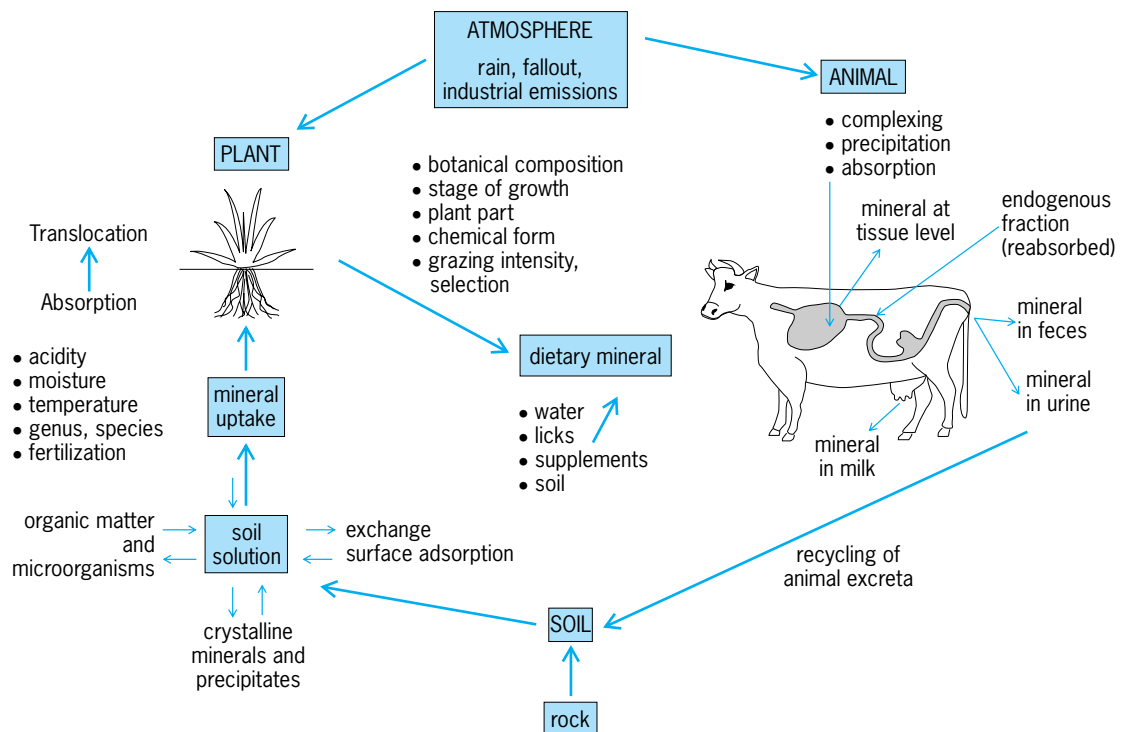 ATMOSPHERE
rain, fallout,
industrial emissions
ANIMAL
• complexing
• precipitation
• absorption
PLANT
• botanical composition
• stage of growth
• plant part
• chemical form
• grazing intensity,
selection
mineral at
tissue level
endogenous
fraction
(reabsorbed)
Translocation
Absorption
mineral
in feces
mineral
in urine
mineral
in milk
dietary mineral
• water
• licks
• supplements
• soil
• acidity
• moisture
• temperature
• genus, species
• fertilization
mineral
uptake
organic matter
and
microorganisms
soil
solution
exchange
surface adsorption
crystalline
minerals and
precipitates
recycling of
animal excreta
SOIL
rock